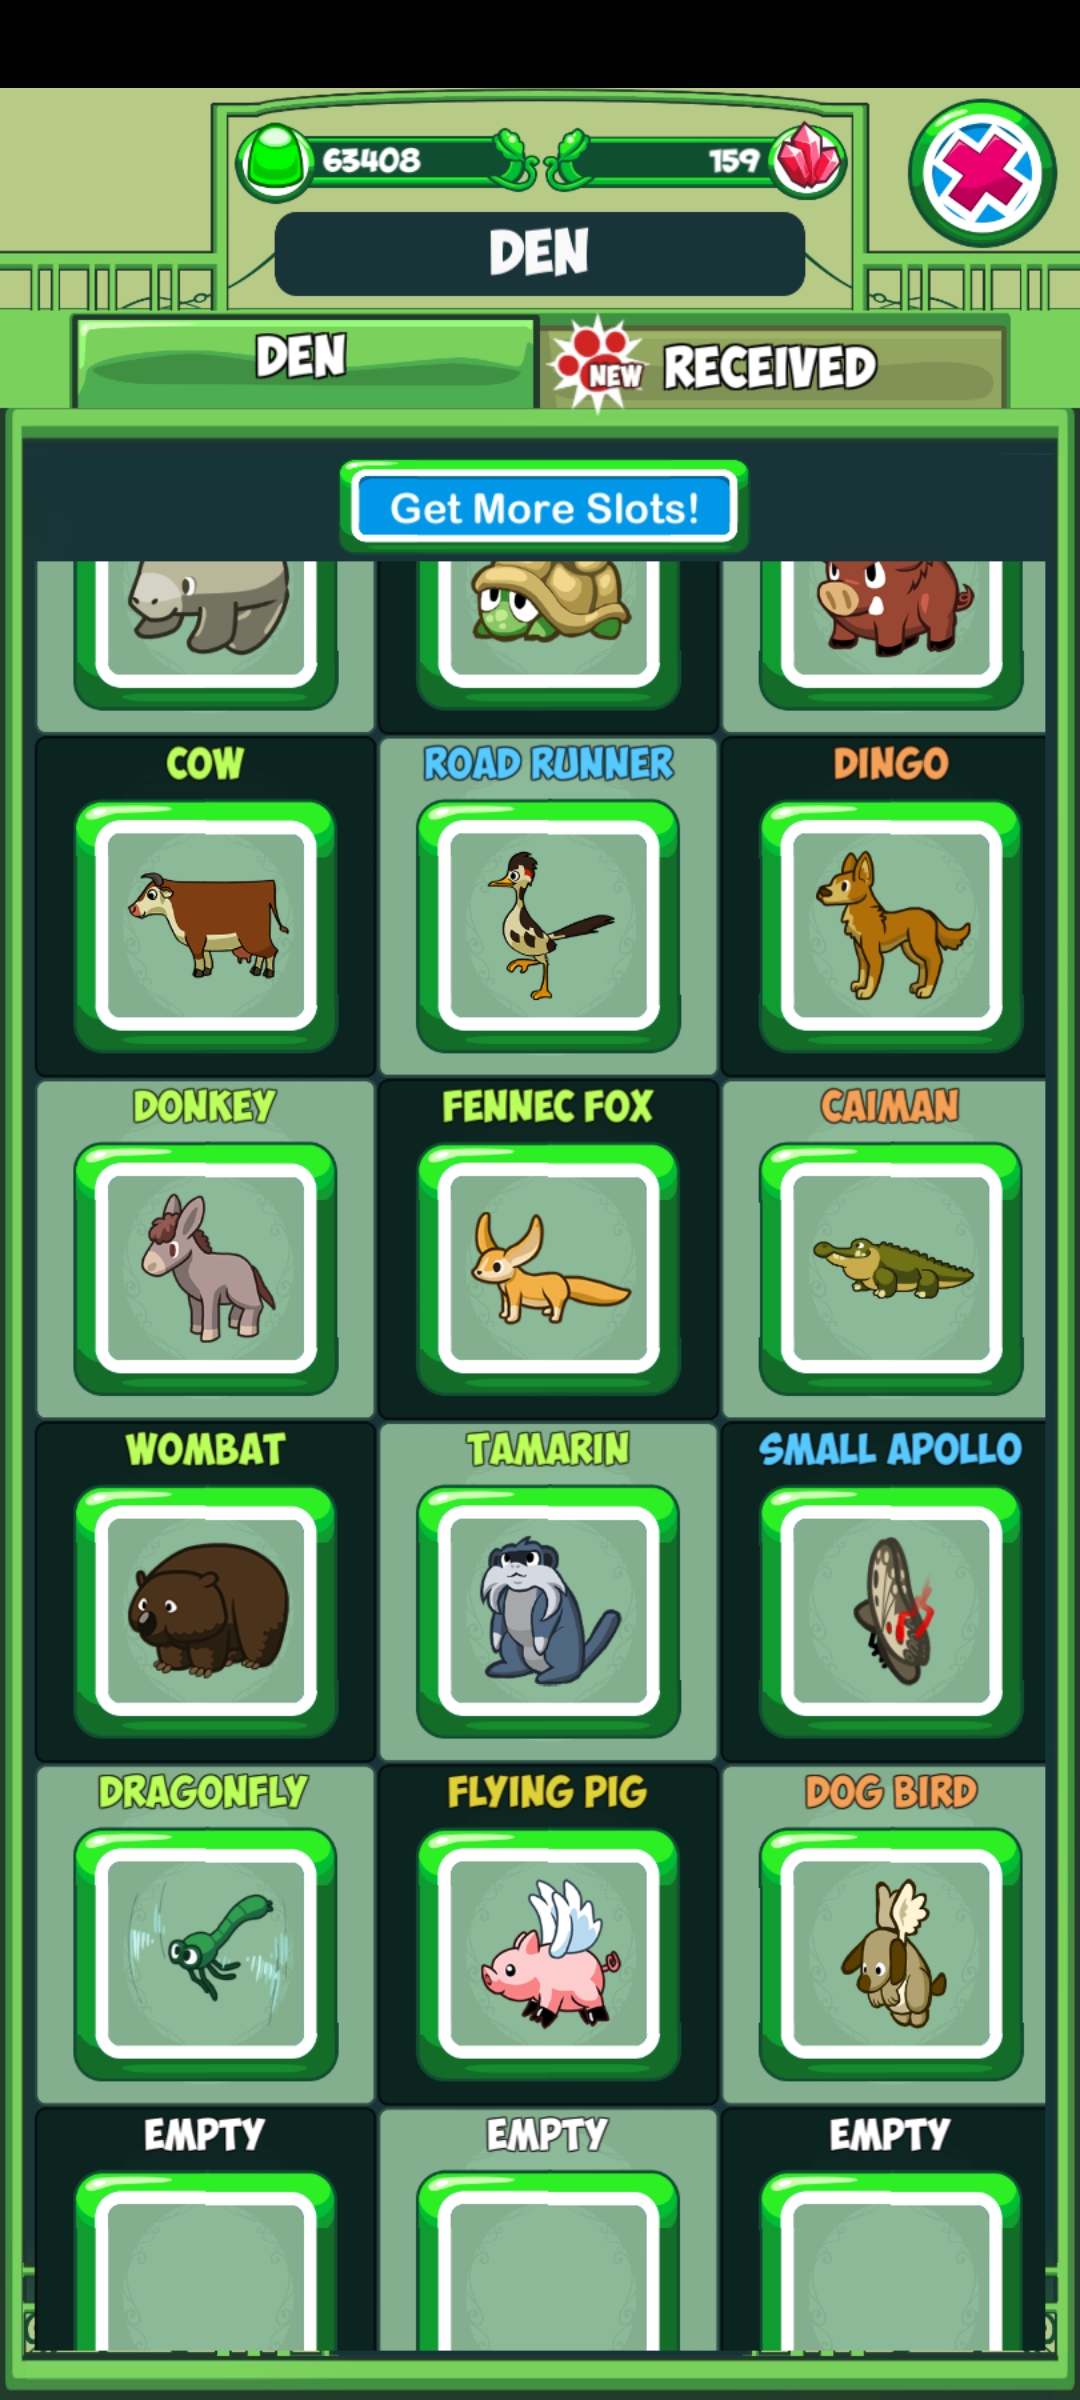 63408
159
DEN
DEN
NEW
RECEIVED
Get More Slots!
COW
ROAD RUNNER
DINGO
DONKEY
FENNEC FOX
CAIMAN
WOMBAT
TAMARIN
SMALL APOLLO
DRAGONFLY
FLYING PIG
DOG BIRD
EMPTY
EMPTY
EMPTY